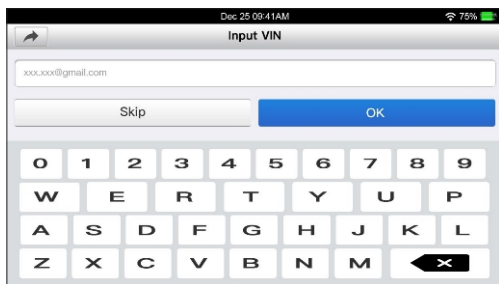 Dec 25 09:41AM 75%
Input VIN
xxx.xxx@gmail.com
Skip OK
0 1 2 3 4 5 6 7 8 9
W E R T Y U P
A S D F G H J K L
Z X C V B N M